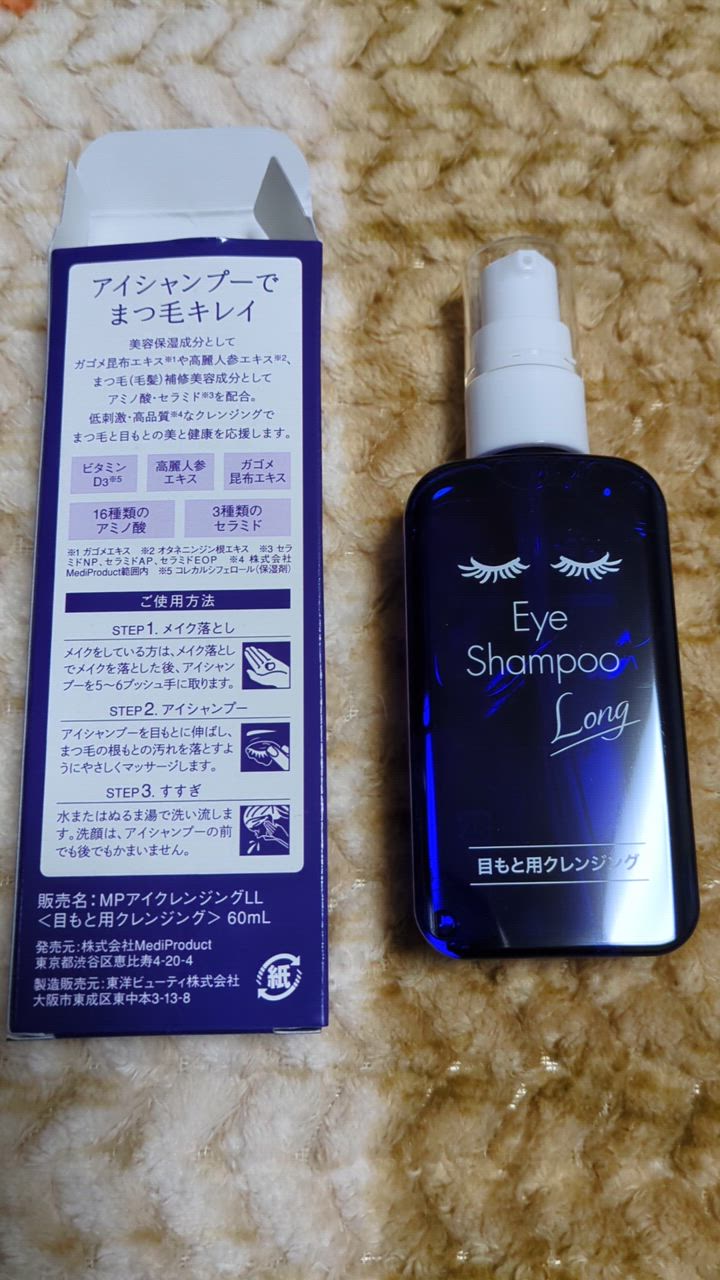 アイシャンプーで
まつ毛キレイ
美容保湿成分として
ガゴメ昆布エキス※1や高麗人参エキス※2、
まつ毛(毛髪)補修美容成分として
アミノ酸・セラミド※3を配合。
低刺激・高品質※4なクレンジングで
まつ毛と目もとの美と健康を応援します。
ビタミン
D3※5
高麗人参
エキス
ガゴメ
昆布エキス
16種類の
アミノ酸
3種類の
セラミド
※1 ガゴメエキス ※2 オタネニンジン根エキス ※3 セラ
ミドNP、セラミドAP、セラミドEOP ※4 株式会社
MediProduct範囲内 ※5 コレカルシフェロール(保湿剤)
ご使用方法
STEP1. メイク落とし
メイクをしている方は、メイク落とし
でメイクを落とした後、アイシャン
プーを5～6プッシュ手に取ります。
STEP2. アイシャンプー
アイシャンプーを目もとに伸ばし、
まつ毛の根もとの汚れを落とすよ
うにやさしくマッサージします。
STEP3. すすぎ
水またはぬるま湯で洗い流しま
す。洗顔は、アイシャンプーの前
でも後でもかまいません。
販売名：MPアイクレンジングLL
＜目もと用クレンジング＞ 60mL
発売元：株式会社MediProduct
東京都渋谷区恵比寿4-20-4
製造販売元：東洋ビューティ株式会社
大阪市東成区東中本3-13-8
紙
Eye
Shampoo
Long
目もと用クレンジング